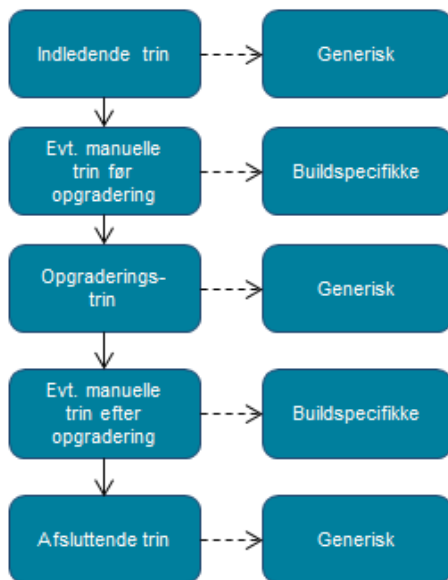 Indledende trin
Generisk
Evt. manuelle
trin før
opgradering
Buildspecifikke
Opgraderings-
trin
Generisk
Evt. manuelle
trin efter
opgradering
Buildspecifikke
Afsluttende trin
Generisk